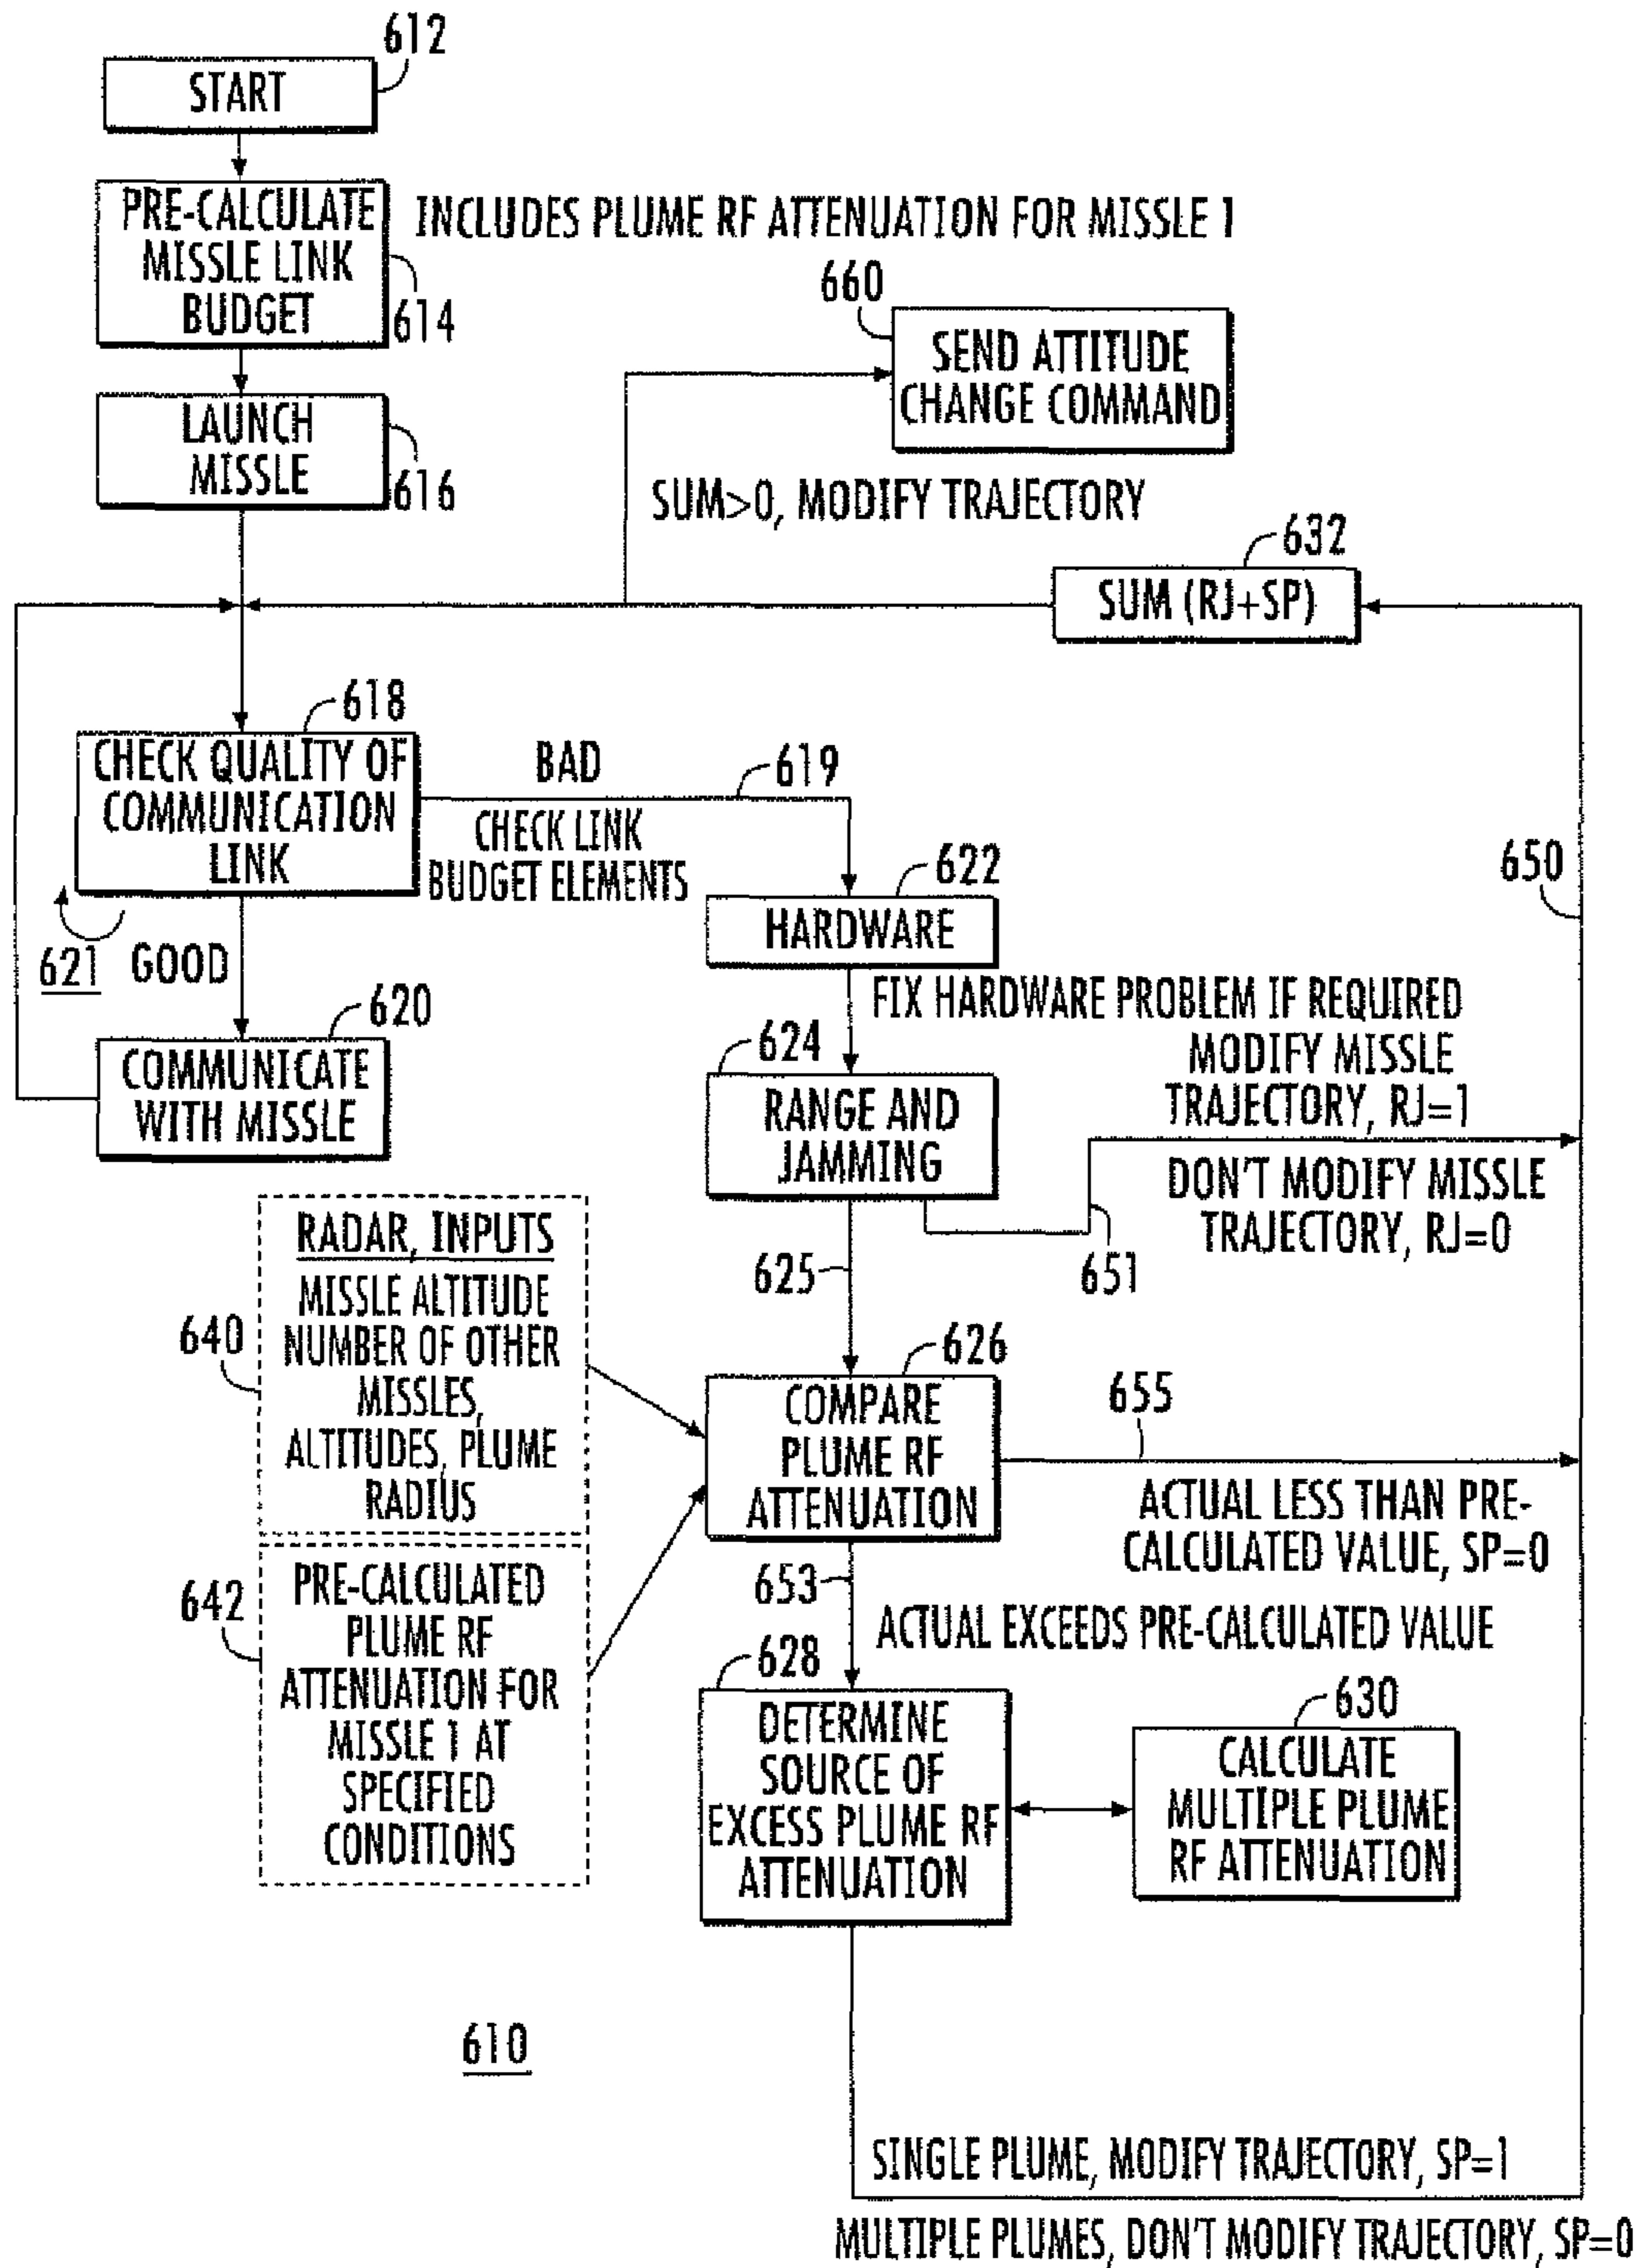 612
START
PRE-CALCULATE
MISSLE LINK
BUDGET
614
INCLUDES PLUME RF ATTENUATION FOR MISSLE 1
660
SEND ATTITUDE
CHANGE COMMAND
LAUNCH
MISSLE
616
SUM>0, MODIFY TRAJECTORY
632
SUM (RJ+SP)
618
CHECK QUALITY OF
COMMUNICATION
LINK
BAD
619
CHECK LINK
BUDGET ELEMENTS
650
621
GOOD
622
HARDWARE
FIX HARDWARE PROBLEM IF REQUIRED
620
COMMUNICATE
WITH MISSLE
624
RANGE AND
JAMMING
MODIFY MISSLE
TRAJECTORY, RJ=1
DON'T MODIFY MISSLE
TRAJECTORY, RJ=0
651
625
640
RADAR, INPUTS
MISSLE ALTITUDE
NUMBER OF OTHER
MISSLES,
ALTITUDES, PLUME
RADIUS
626
COMPARE
PLUME RF
ATTENUATION
655
ACTUAL LESS THAN PRE-
CALCULATED VALUE, SP=0
642
PRE-CALCULATED
PLUME RF
ATTENUATION FOR
MISSLE 1 AT
SPECIFIED
CONDITIONS
653
ACTUAL EXCEEDS PRE-CALCULATED VALUE
628
DETERMINE
SOURCE OF
EXCESS PLUME RF
ATTENUATION
630
CALCULATE
MULTIPLE PLUME
RF ATTENUATION
610
SINGLE PLUME, MODIFY TRAJECTORY, SP=1
MULTIPLE PLUMES, DON'T MODIFY TRAJECTORY, SP=0